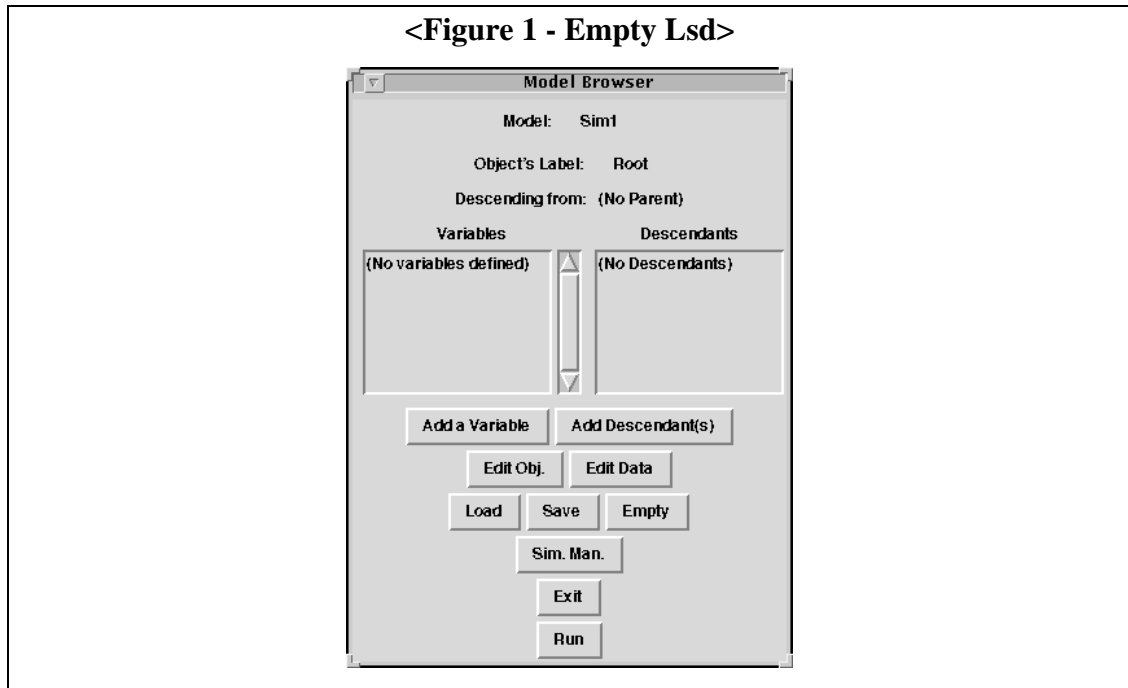 <Figure 1 - Empty Lsd>
Model Browser
Model: Sim1
Object's Label: Root
Descending from: (No Parent)
Variables Descendants
(No variables defined) (No Descendants)
Add a Variable Add Descendant(s)
Edit Obj. Edit Data
Load Save Empty
Sim. Man.
Exit
Run